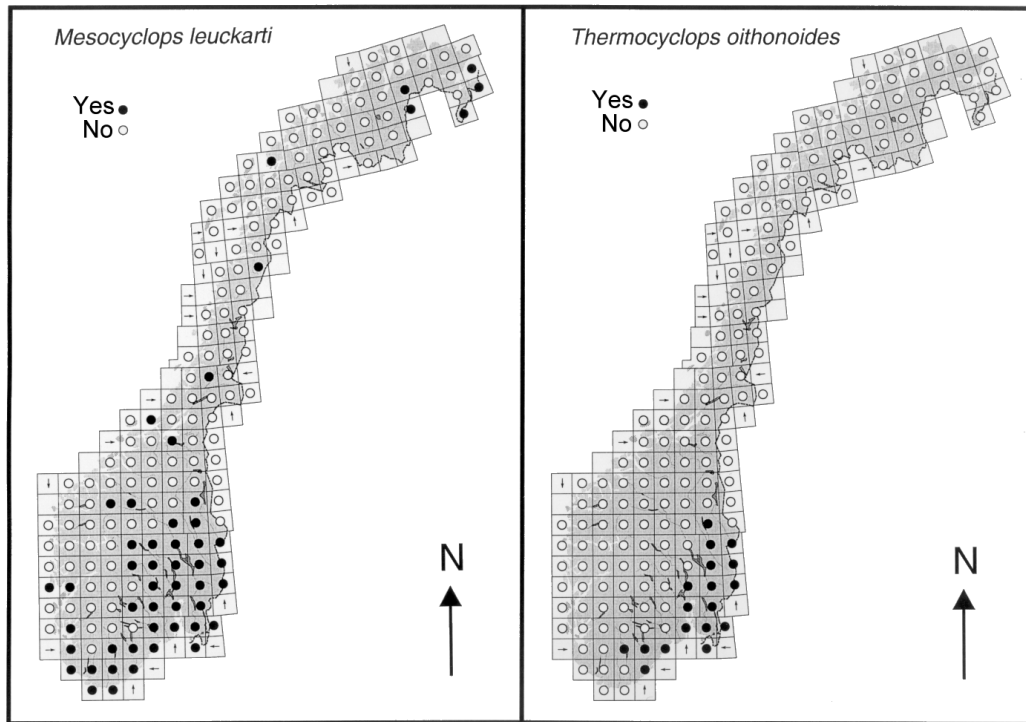 Mesocyclops leuckarti
Yes
No
N
Thermocyclops oithonoides
Yes
No
N